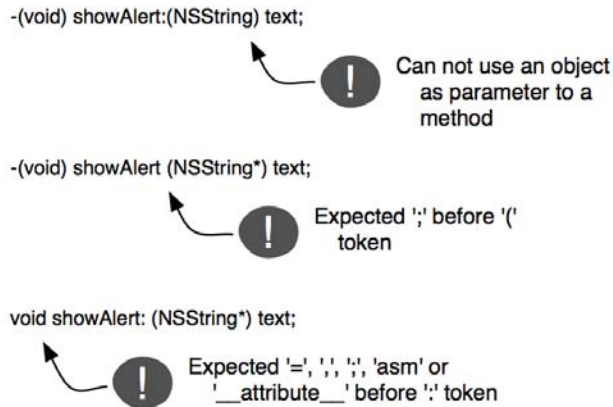 -(void) showAlert:(NSString) text;
!
Can not use an object
as parameter to a
method
-(void) showAlert (NSString*) text;
!
Expected ';' before '('
token
void showAlert: (NSString*) text;
!
Expected '=', ',', ';', 'asm' or
'__attribute__' before ':' token